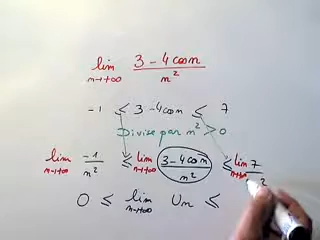 lim n→+∞ 3 - 4 cos n / n²
-1 ≤ 3 - 4 cos n ≤ 7
Divise par n² > 0
lim n→+∞ -1 / n² ≤ lim n→+∞ 3 - 4 cos n / n² ≤ lim n→+∞ 7 / n²
0 ≤ lim n→+∞ Un ≤